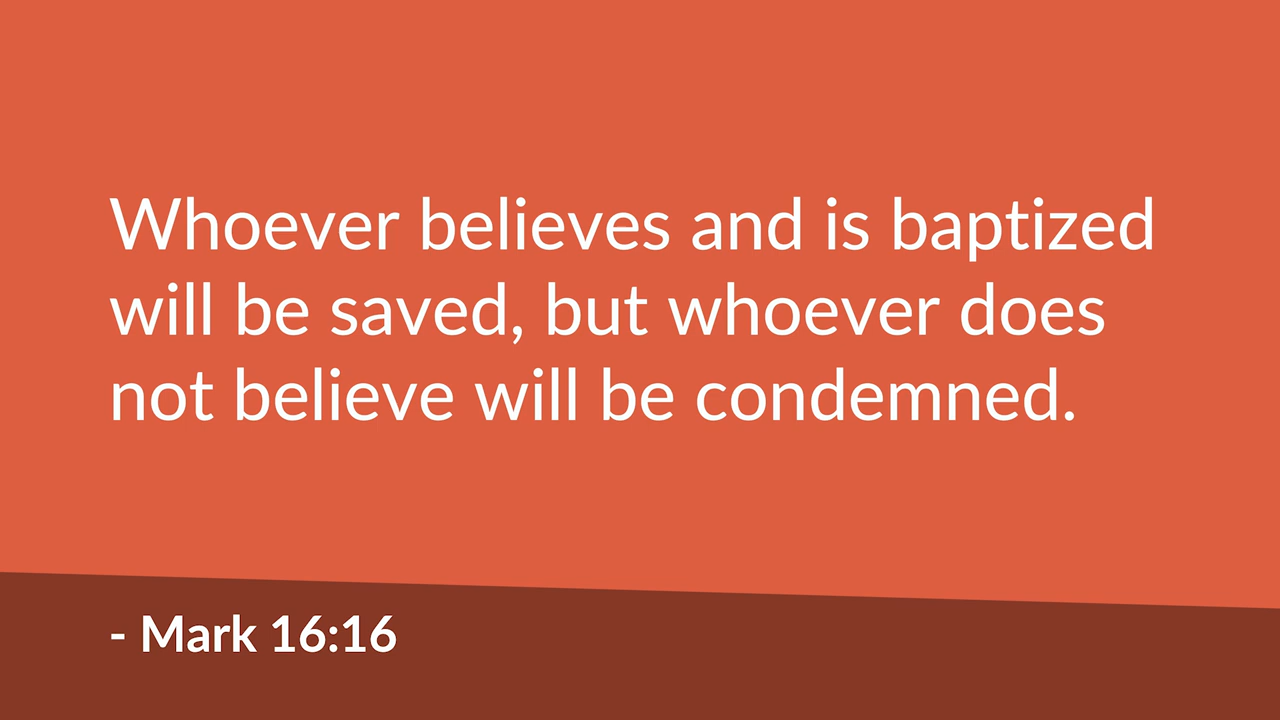 Whoever believes and is baptized
will be saved, but whoever does
not believe will be condemned.
- Mark 16:16